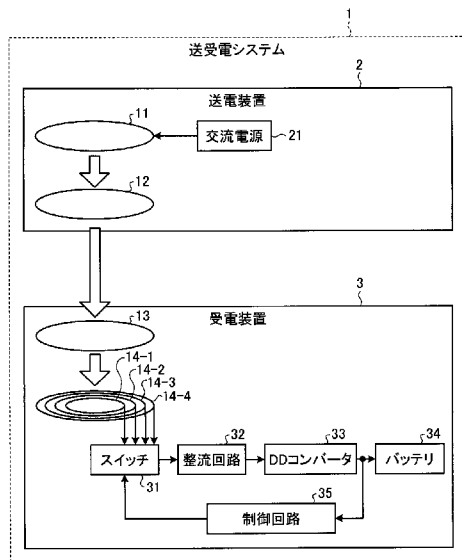 1
送受電システム
2
送電装置
11
交流電源
21
12
3
受電装置
13
14-1
14-2
14-3
14-4
スイッチ
31
整流回路
32
DDコンバータ
33
バッテリ
34
制御回路
35